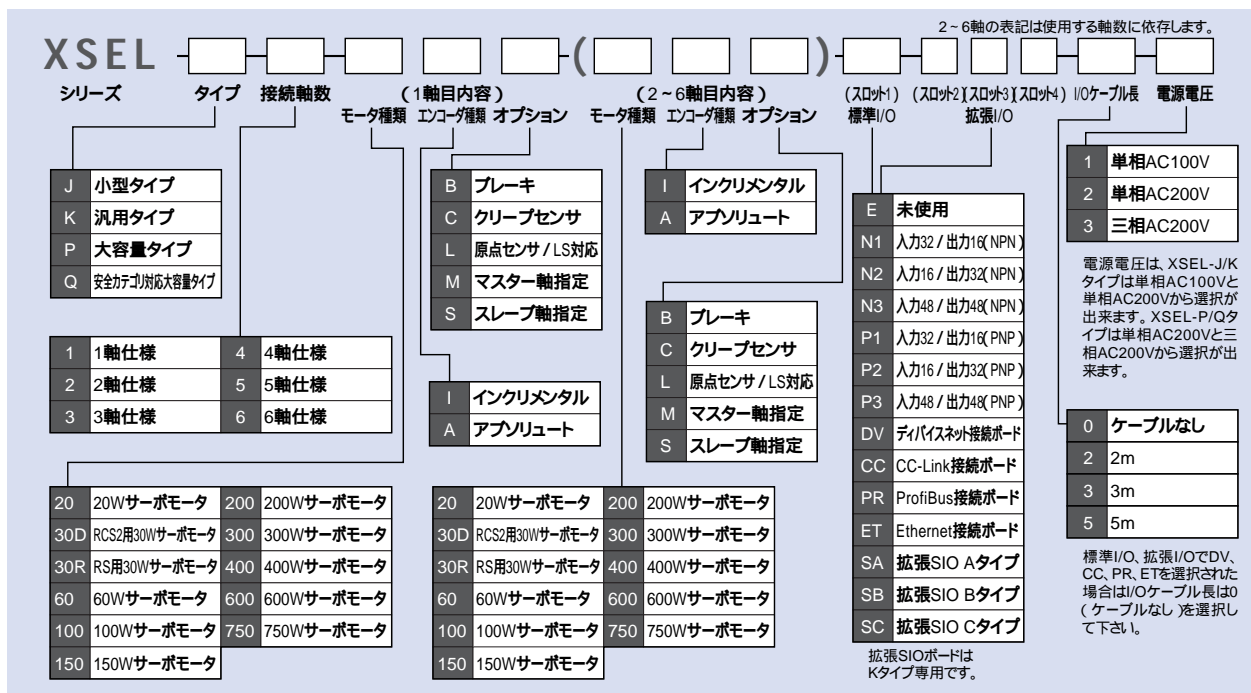 2～6軸の表記は使用する軸数に依存します。
XSEL-□-□-□□□-(□□□)-□□□□-□-□
シリーズ タイプ 接続軸数 (1軸目内容) (2～6軸目内容) (スロット1) (スロット2)(スロット3)(スロット4) I/Oケーブル長 電源電圧
モータ種類 エンコーダ種類 オプション モータ種類 エンコーダ種類 オプション 標準I/O 拡張I/O
J 小型タイプ
K 汎用タイプ
P 大容量タイプ
Q 安全カテゴリ対応大容量タイプ
1 1軸仕様 4 4軸仕様
2 2軸仕様 5 5軸仕様
3 3軸仕様 6 6軸仕様
20 20Wサーボモータ 200 200Wサーボモータ
30D RCS2用30Wサーボモータ 300 300Wサーボモータ
30R RS用30Wサーボモータ 400 400Wサーボモータ
60 60Wサーボモータ 600 600Wサーボモータ
100 100Wサーボモータ 750 750Wサーボモータ
150 150Wサーボモータ
B ブレーキ
C クリープセンサ
L 原点センサ/LS対応
M マスター軸指定
S スレーブ軸指定
I インクリメンタル
A アブソリュート
20 20Wサーボモータ 200 200Wサーボモータ
30D RCS2用30Wサーボモータ 300 300Wサーボモータ
30R RS用30Wサーボモータ 400 400Wサーボモータ
60 60Wサーボモータ 600 600Wサーボモータ
100 100Wサーボモータ 750 750Wサーボモータ
150 150Wサーボモータ
I インクリメンタル
A アブソリュート
B ブレーキ
C クリープセンサ
L 原点センサ/LS対応
M マスター軸指定
S スレーブ軸指定
E 未使用
N1 入力32/出力16(NPN)
N2 入力16/出力32(NPN)
N3 入力48/出力48(NPN)
P1 入力32/出力16(PNP)
P2 入力16/出力32(PNP)
P3 入力48/出力48(PNP)
DV ディバイスネット接続ボード
CC CC-Link接続ボード
PR ProfiBus接続ボード
ET Ethernet接続ボード
SA 拡張SIO Aタイプ
SB 拡張SIO Bタイプ
SC 拡張SIO Cタイプ
拡張SIOボードは
Kタイプ専用です。
1 単相AC100V
2 単相AC200V
3 三相AC200V
電源電圧は、XSEL-J/K
タイプは単相AC100Vと
単相AC200Vから選択が
出来ます。XSEL-P/Qタ
イプは単相AC200Vと三
相AC200Vから選択が出
来ます。
0 ケーブルなし
2 2m
3 3m
5 5m
標準I/O、拡張I/OでDV、
CC、PR、ETを選択された
場合はI/Oケーブル長は0
(ケーブルなし)を選択し
て下さい。